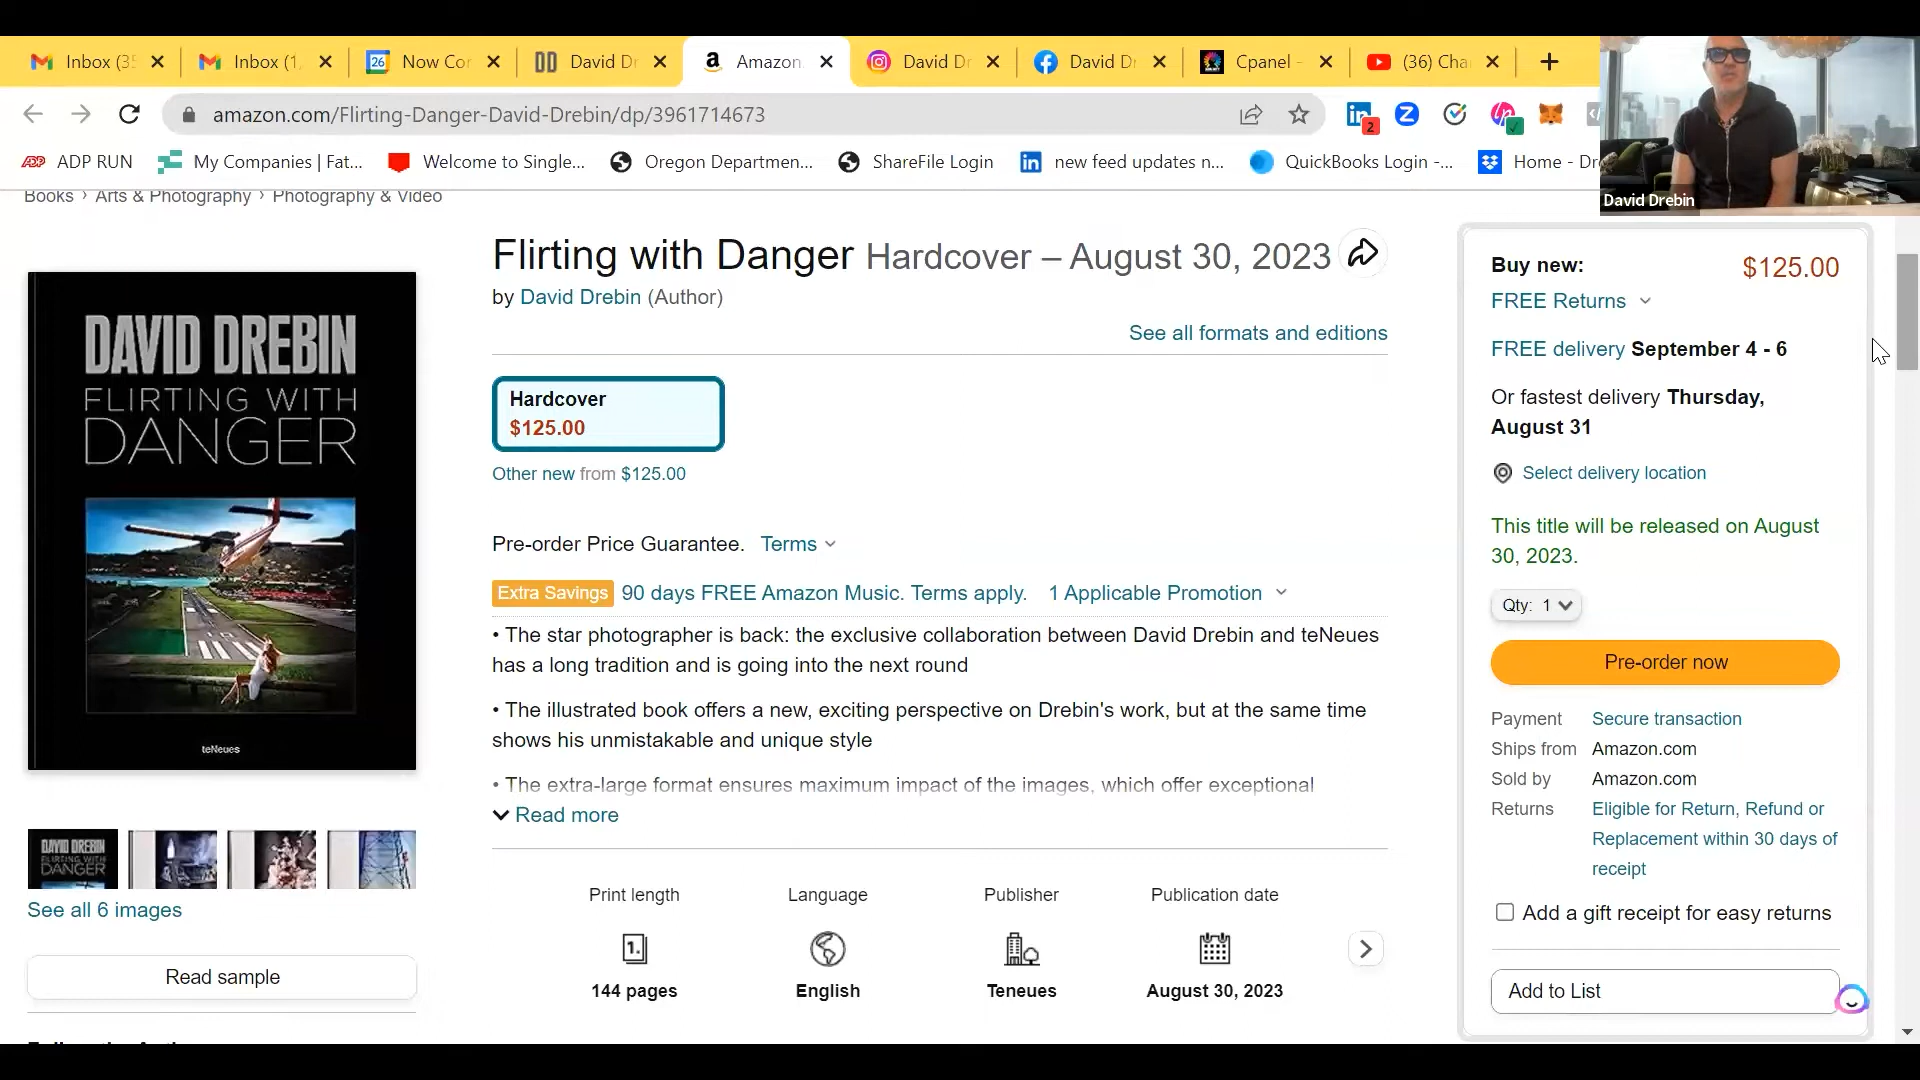 Inbox (35
Inbox (1,
26
Now Cor
David Dr
Amazon.
David Dr
David Dr
Cpanel -
(36) Cha
amazon.com/Flirting-Danger-David-Drebin/dp/3961714673
2
ADP RUN
My Companies | Fat...
Welcome to Single...
Oregon Departmen...
ShareFile Login
new feed updates n...
QuickBooks Login -...
Home - Dro
David Drebin
Books › Arts & Photography › Photography & Video
DAVID DREBIN
FLIRTING WITH
DANGER
teNeues
DAVID DREBIN
FLIRTING WITH
DANGER
See all 6 images
Read sample
Flirting with Danger Hardcover – August 30, 2023
by David Drebin (Author)
See all formats and editions
Hardcover
$125.00
Other new from $125.00
Pre-order Price Guarantee. Terms
Extra Savings 90 days FREE Amazon Music. Terms apply. 1 Applicable Promotion
• The star photographer is back: the exclusive collaboration between David Drebin and teNeues
has a long tradition and is going into the next round
• The illustrated book offers a new, exciting perspective on Drebin's work, but at the same time
shows his unmistakable and unique style
• The extra-large format ensures maximum impact of the images, which offer exceptional
Read more
Print length
1.
144 pages
Language
English
Publisher
Teneues
Publication date
August 30, 2023
Buy new: $125.00
FREE Returns
FREE delivery September 4 - 6
Or fastest delivery Thursday,
August 31
Select delivery location
This title will be released on August
30, 2023.
Qty: 1
Pre-order now
Payment Secure transaction
Ships from Amazon.com
Sold by Amazon.com
Returns Eligible for Return, Refund or
Replacement within 30 days of
receipt
Add a gift receipt for easy returns
Add to List